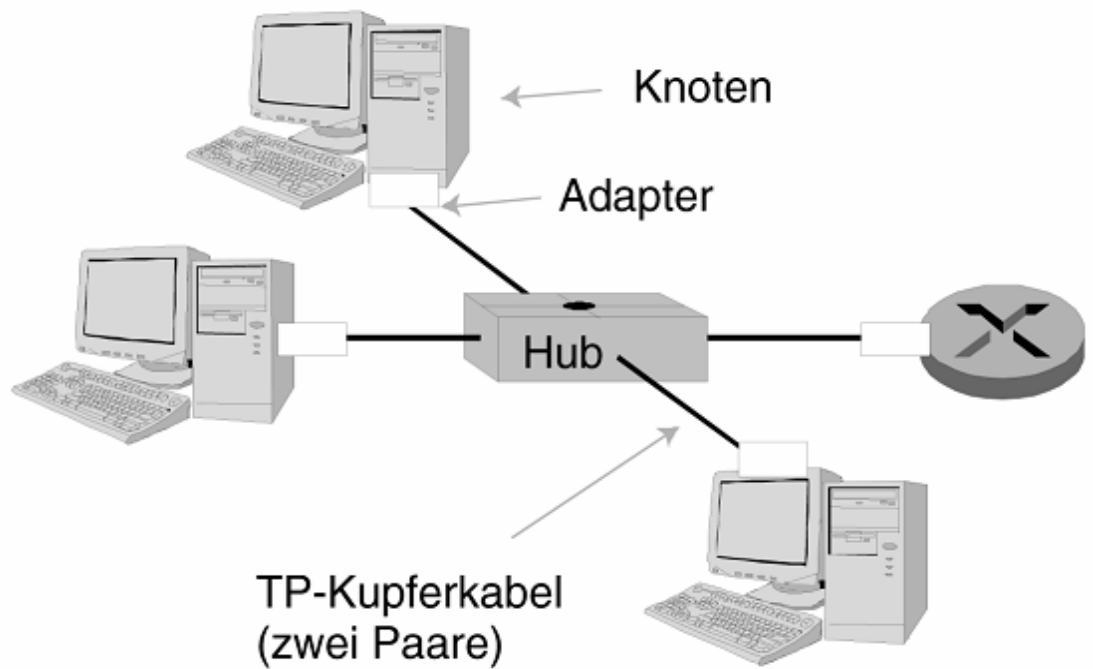 Knoten
Adapter
Hub
TP-Kupferkabel
(zwei Paare)